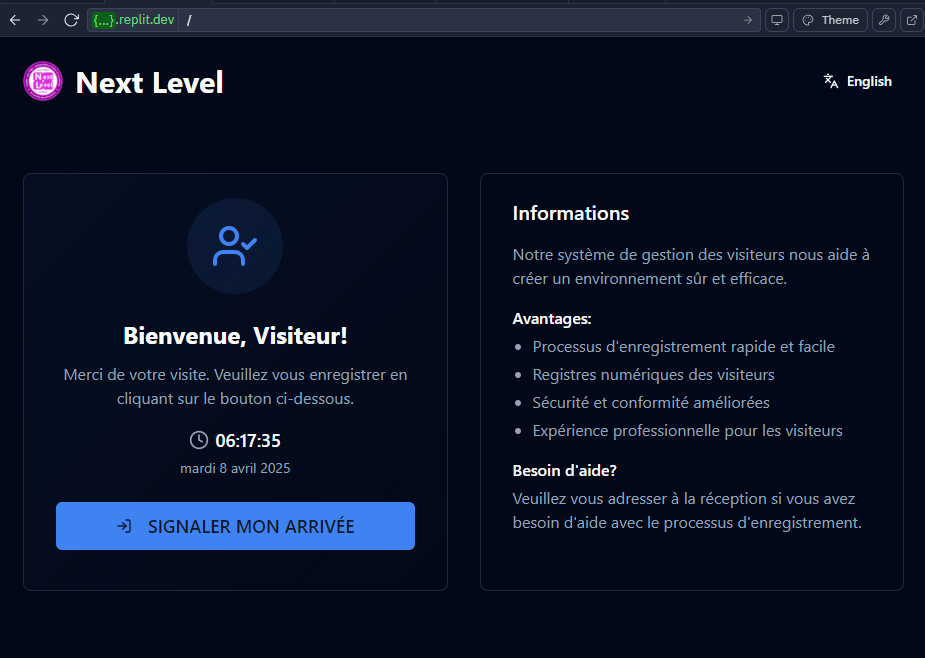 {...}.replit.dev /
Theme
Next Level
Next Level
English
Bienvenue, Visiteur!
Merci de votre visite. Veuillez vous enregistrer en
cliquant sur le bouton ci-dessous.
06:17:35
mardi 8 avril 2025
SIGNALER MON ARRIVÉE
Informations
Notre système de gestion des visiteurs nous aide à
créer un environnement sûr et efficace.
Avantages:
• Processus d'enregistrement rapide et facile
• Registres numériques des visiteurs
• Sécurité et conformité améliorées
• Expérience professionnelle pour les visiteurs
Besoin d'aide?
Veuillez vous adresser à la réception si vous avez
besoin d'aide avec le processus d'enregistrement.